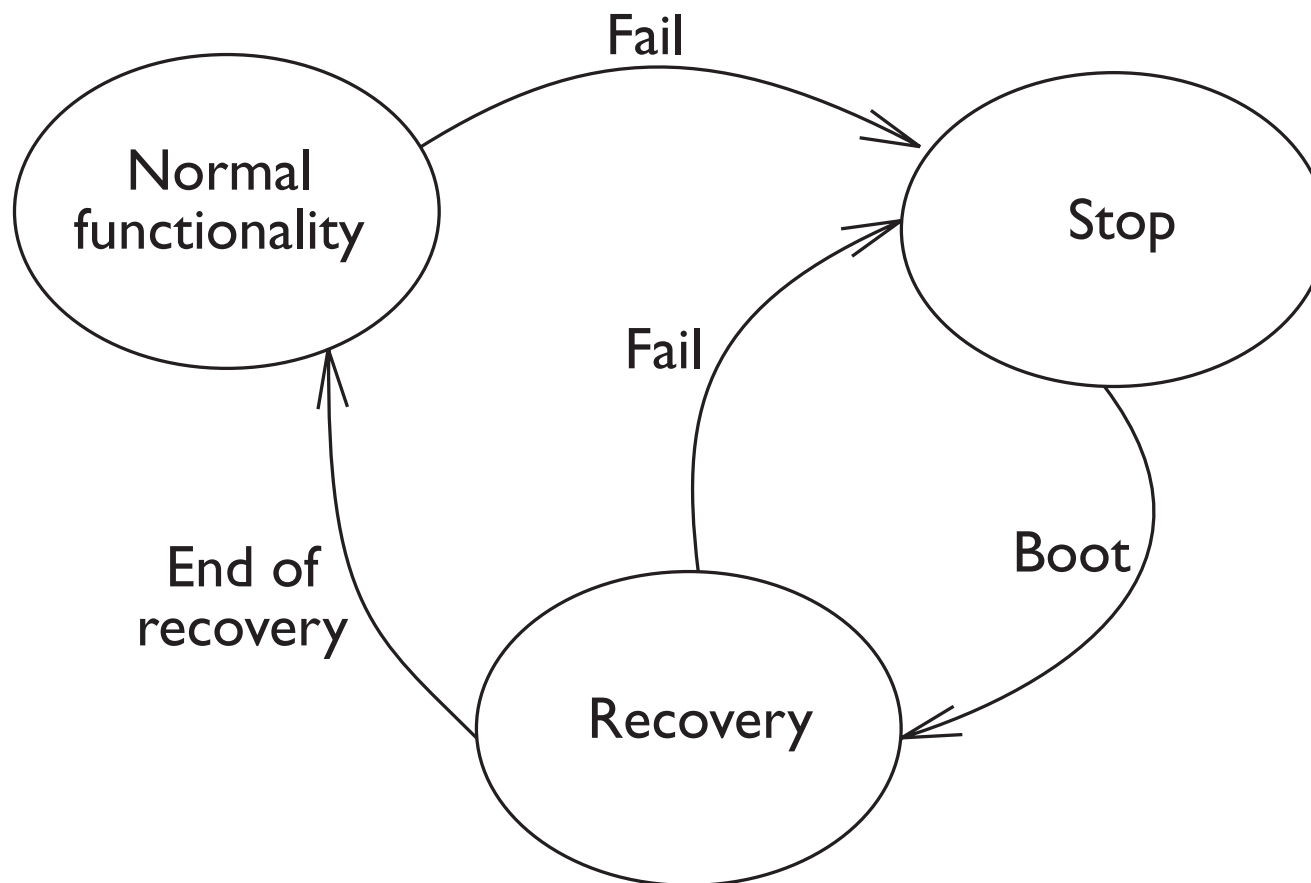 Fail
Normal
functionality
Stop
Fail
End of
recovery
Boot
Recovery